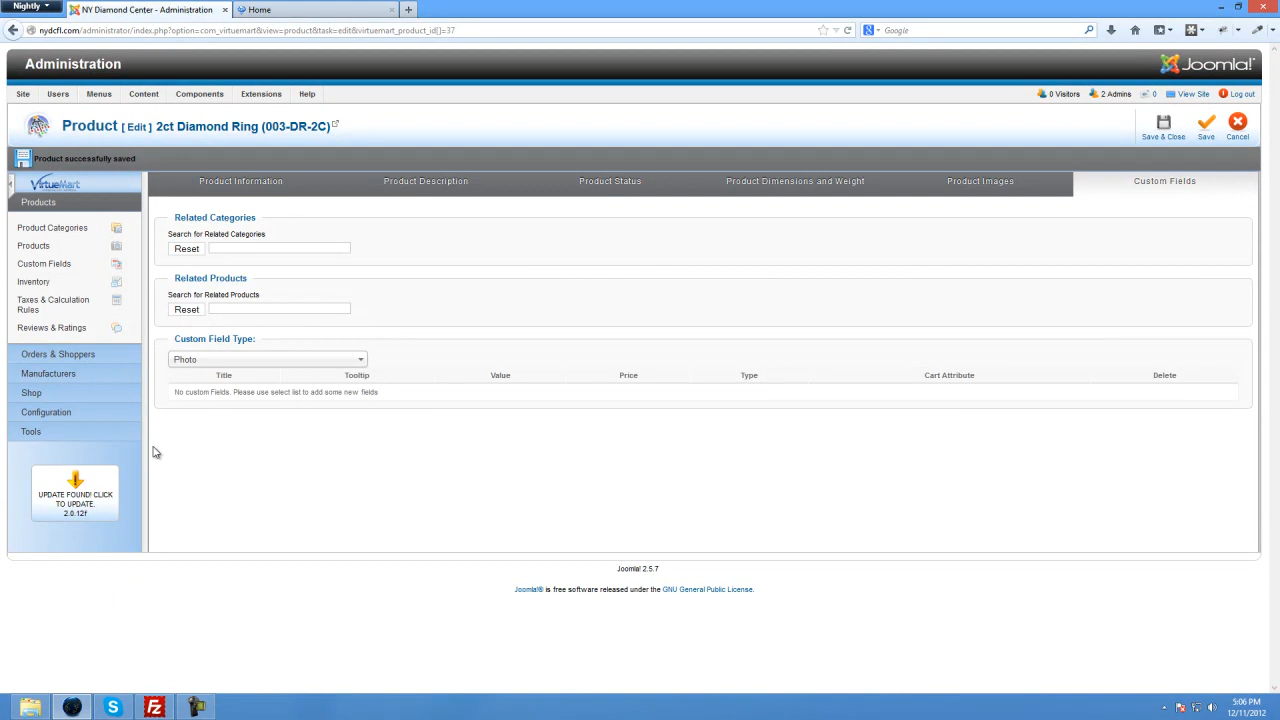 Nightly
NY Diamond Center - Administration
Home
nydcfl.com/administrator/index.php?option=com_virtuemart&view=product&task=edit&virtuemart_product_id[]=37
Google
Administration
Joomla!
Site
Users
Menus
Content
Components
Extensions
Help
0 Visitors
2 Admins
0
View Site
Log out
Product [ Edit ] 2ct Diamond Ring (003-DR-2C)
Save & Close
Save
Cancel
Product successfully saved
VirtueMart
Products
Product Categories
Products
Custom Fields
Inventory
Taxes & Calculation
Rules
Reviews & Ratings
Orders & Shoppers
Manufacturers
Shop
Configuration
Tools
UPDATE FOUND! CLICK
TO UPDATE.
2.0.12f
Product Information
Product Description
Product Status
Product Dimensions and Weight
Product Images
Custom Fields
Related Categories
Search for Related Categories
Reset
Related Products
Search for Related Products
Reset
Custom Field Type:
Photo
Title
Tooltip
Value
Price
Type
Cart Attribute
Delete
No custom Fields. Please use select list to add some new fields
Joomla! 2.5.7
Joomla!® is free software released under the GNU General Public License.
5:06 PM
12/11/2012